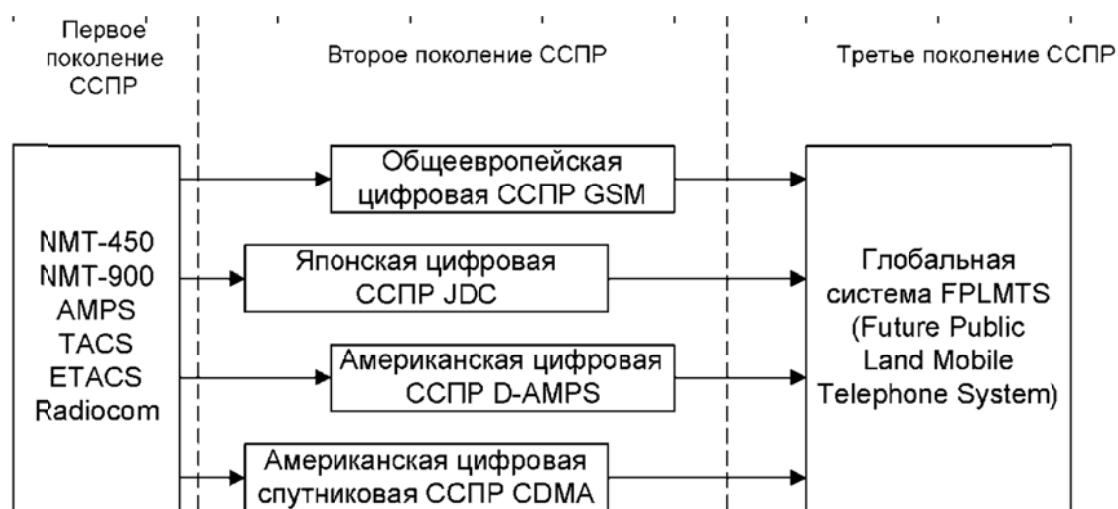 Первое
поколение
ССПР
Второе поколение ССПР
Третье поколение ССПР
NMT-450
NMT-900
AMPS
TACS
ETACS
Radiocom
Общеевропейская
цифровая ССПР GSM
Японская цифровая
ССПР JDC
Американская цифровая
ССПР D-AMPS
Американская цифровая
спутниковая ССПР CDMA
Глобальная
система FPLMTS
(Future Public
Land Mobile
Telephone System)